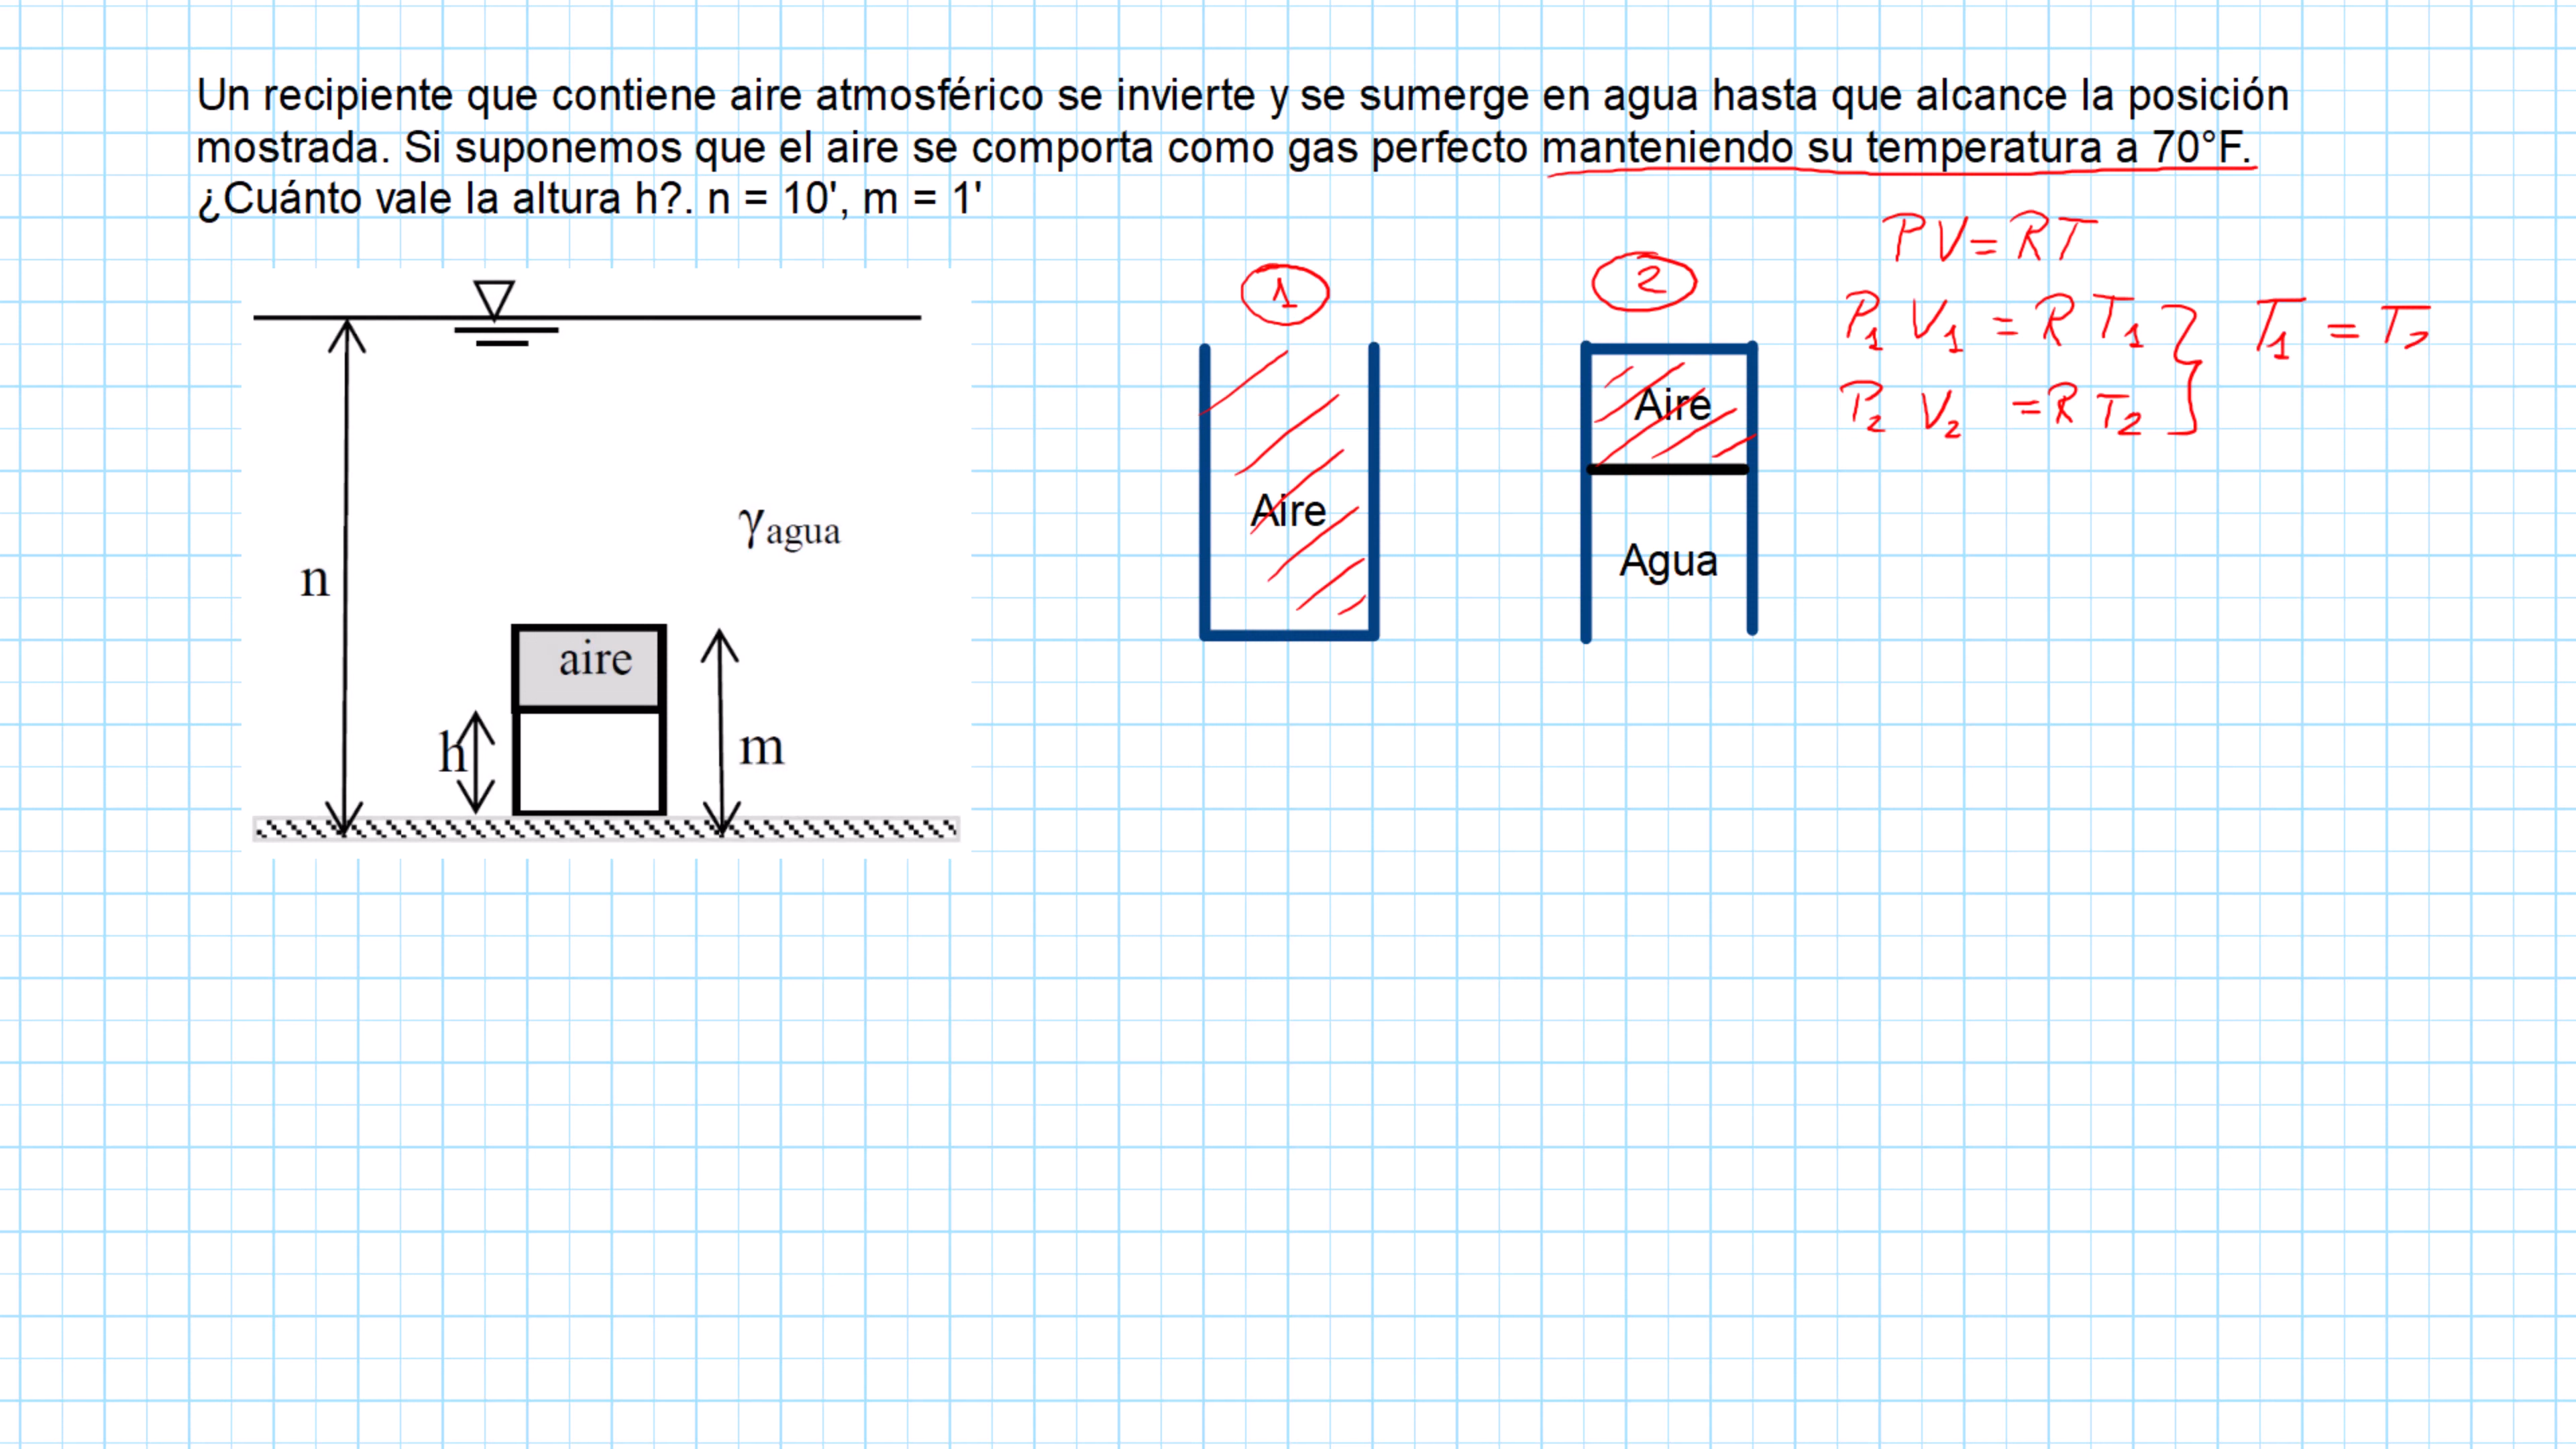 Un recipiente que contiene aire atmosférico se invierte y se sumerge en agua hasta que alcance la posición
mostrada. Si suponemos que el aire se comporta como gas perfecto manteniendo su temperatura a 70°F.
¿Cuánto vale la altura h?. n = 10', m = 1'
PV=RT
1
2
P₁ V₁ = R T₁ } T₁ = T₂
P₂ V₂ = R T₂
Aire
Aire
Agua
γagua
n
aire
h
m